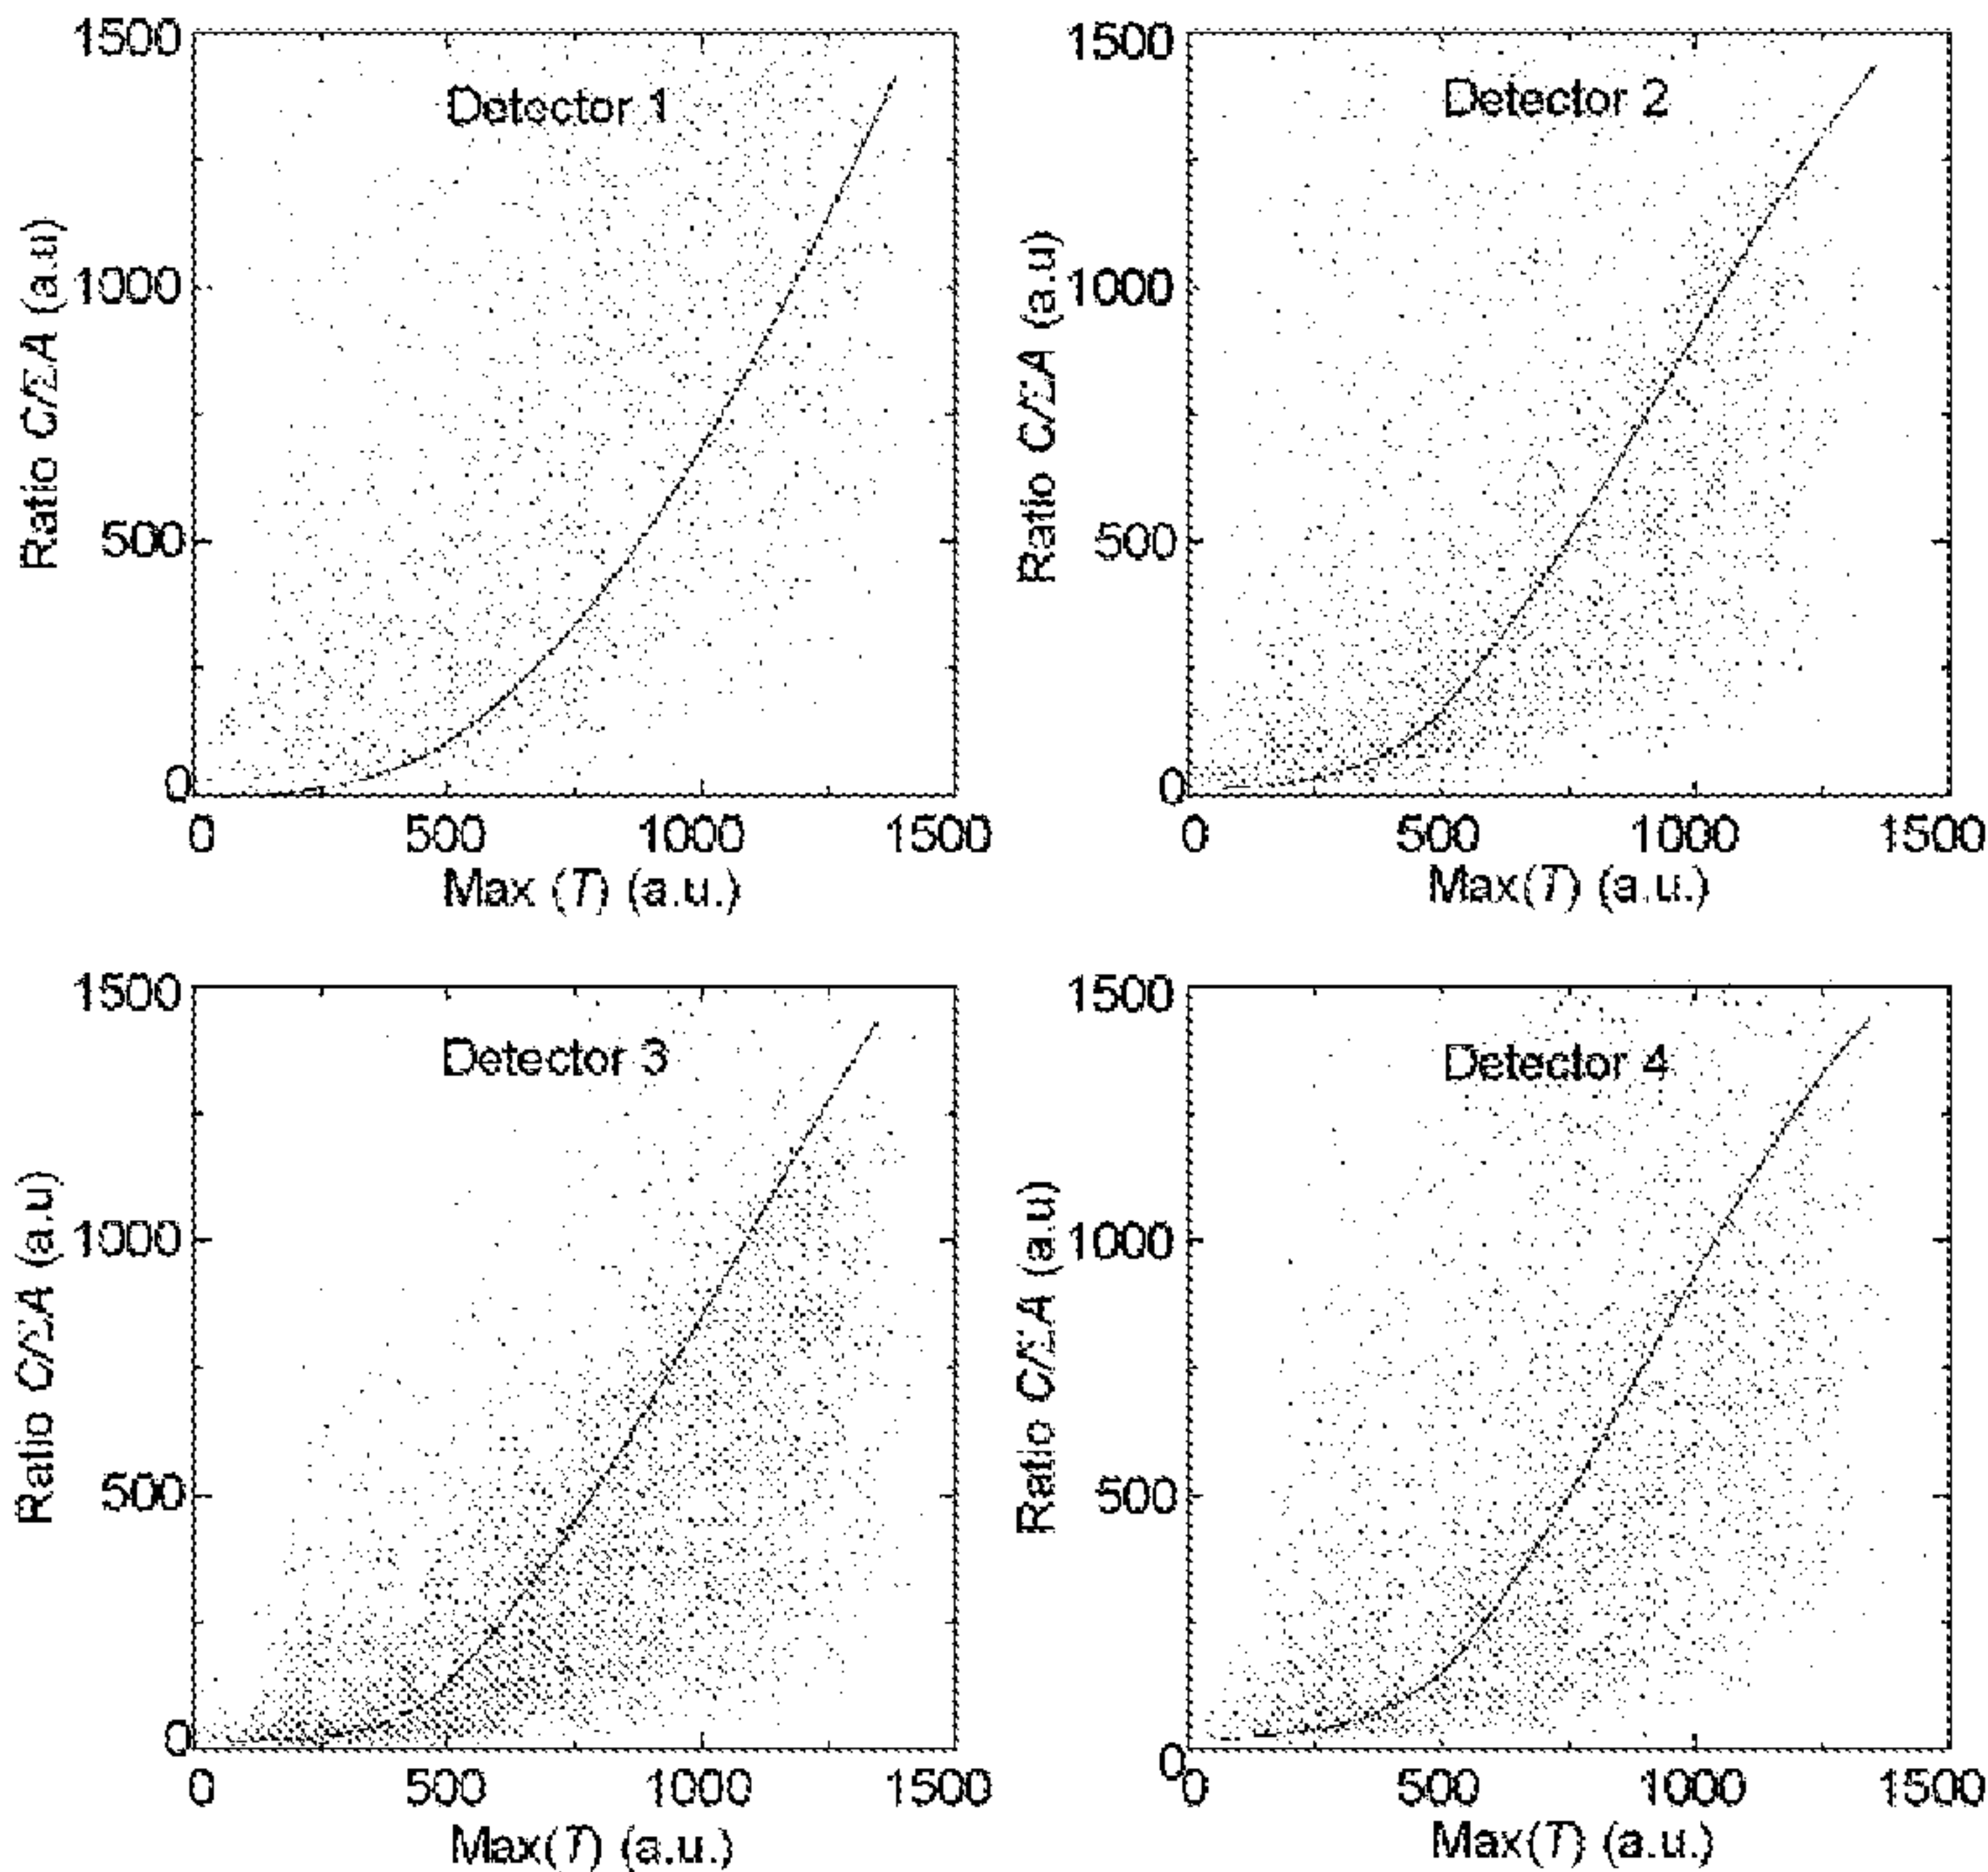 1500
Detector 1
1000
500
0
Ratio C/ΣA (a.u)
0 500 1000 1500
Max (T) (a.u.)
1500
Detector 2
1000
500
0
Ratio C/ΣA (a.u)
0 500 1000 1500
Max(T) (a.u.)
1500
Detector 3
1000
500
0
Ratio C/ΣA (a.u)
0 500 1000 1500
Max(T) (a.u.)
1500
Detector 4
1000
500
0
Ratio C/ΣA (a.u)
0 500 1000 1500
Max(T) (a.u.)